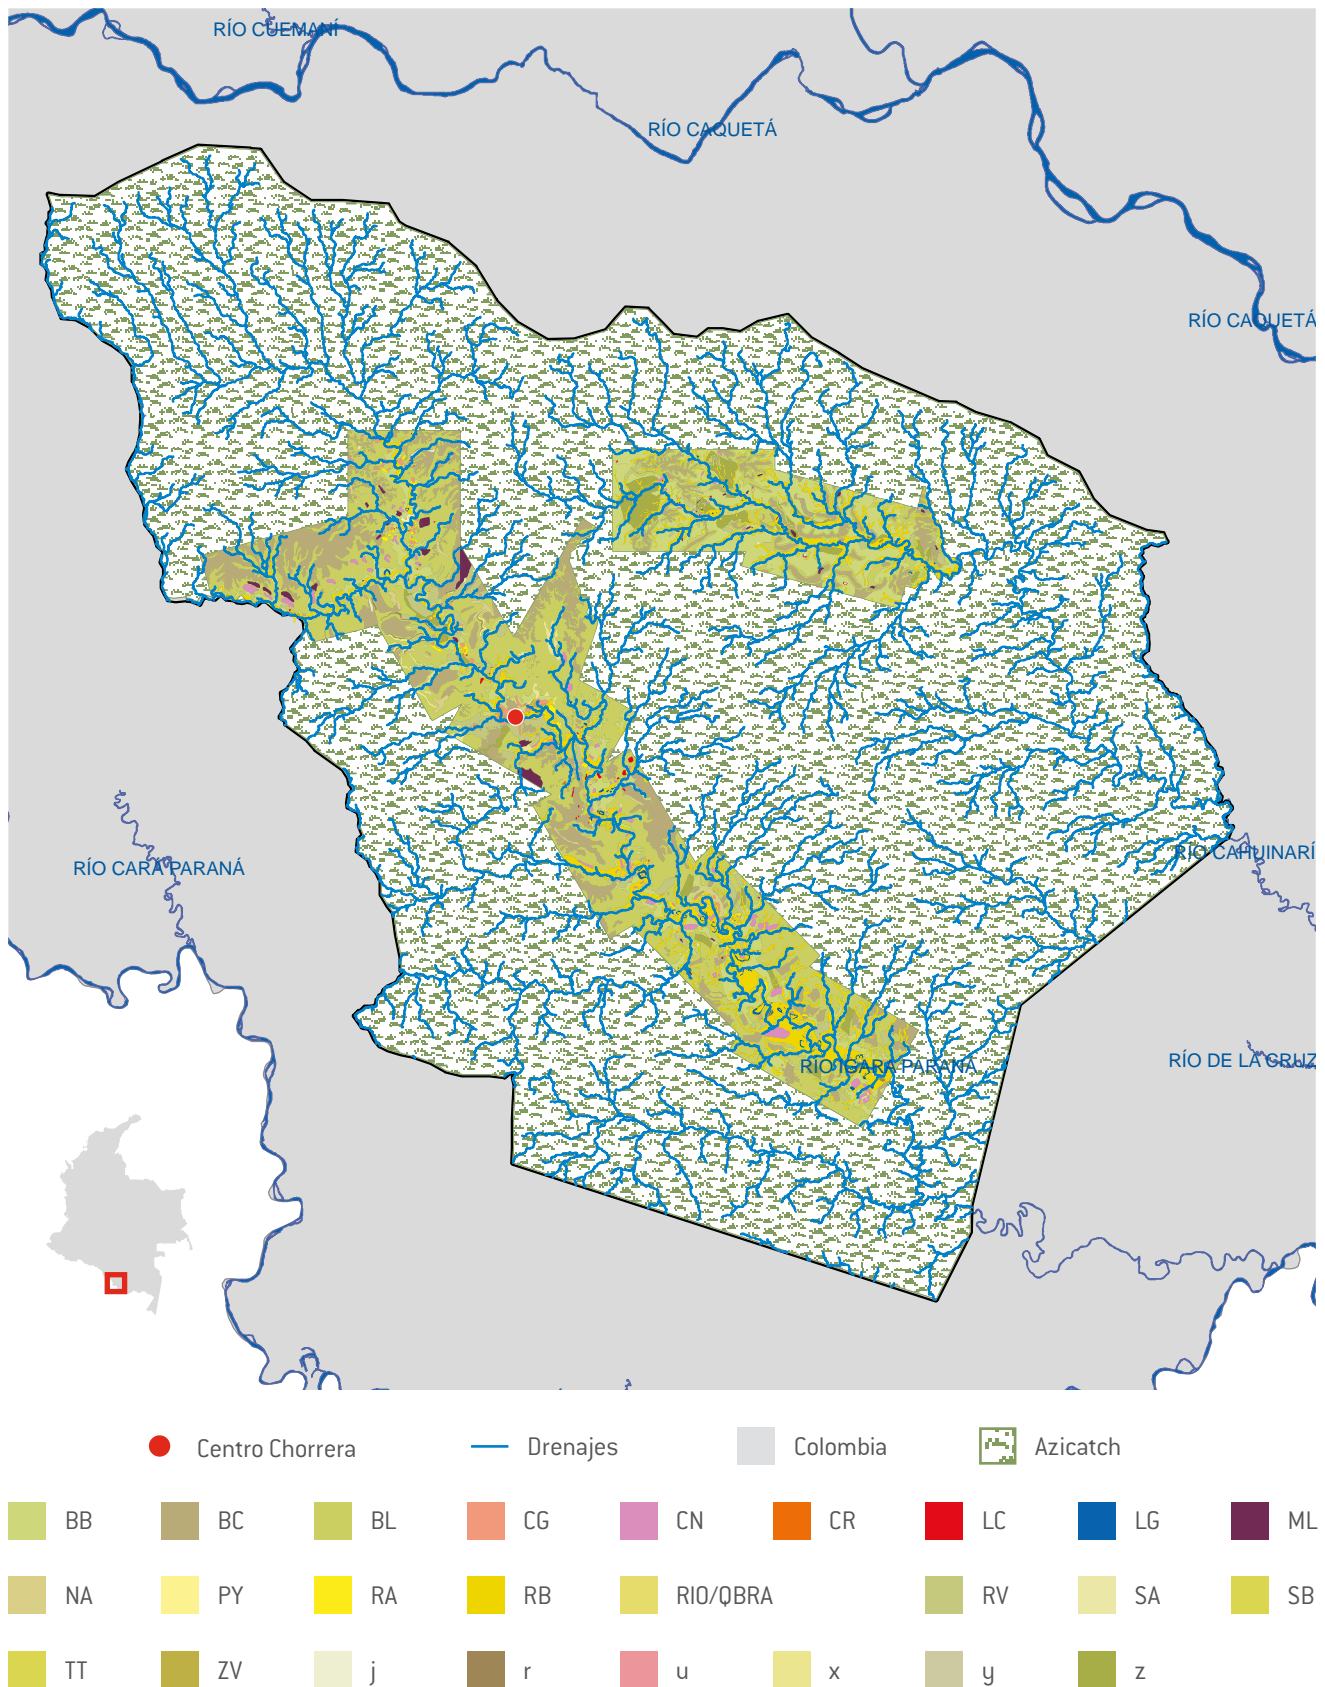 RÍO CUEMANÍ
RÍO CAQUETÁ
RÍO CAQUETÁ
RÍO CAHUINARÍ
RÍO CARÁ PARANÁ
RÍO DE LA CRUZ
RÍO IGARÁ PARANÁ
Centro Chorrera
Drenajes
Colombia
Azicatch
BB BC BL CG CN CR LC LG ML
NA PY RA RB RIO/QBRA RV SA SB
TT ZV j r u x y z